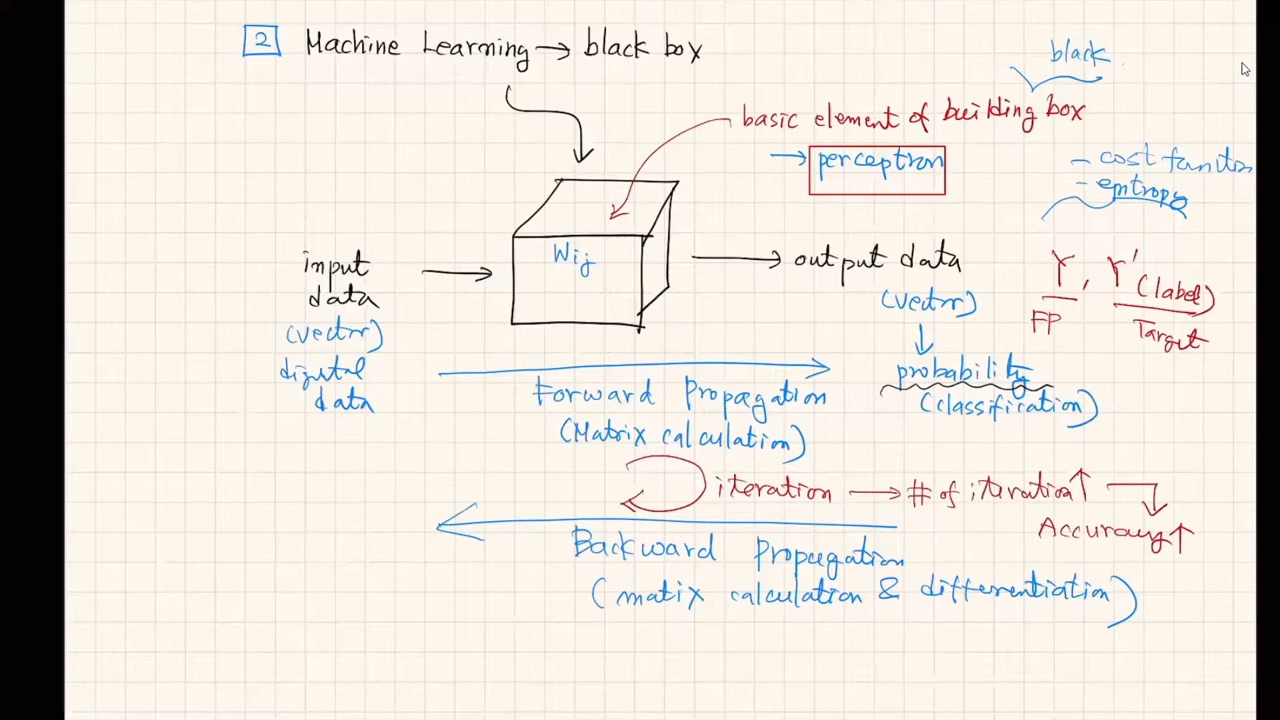 2 Machine Learning → black box
black
basic element of building box
→ perceptron
- cost function
- entropy
Wij
input
data
(vector)
digital
data
output data
(vector)
probability
(classification)
Y, Y' (label)
FP
Target
Forward Propagation
(Matrix calculation)
iteration → # of iteration↑
Accuracy↑
Backward Propagation
(matix calculation & differentiation)